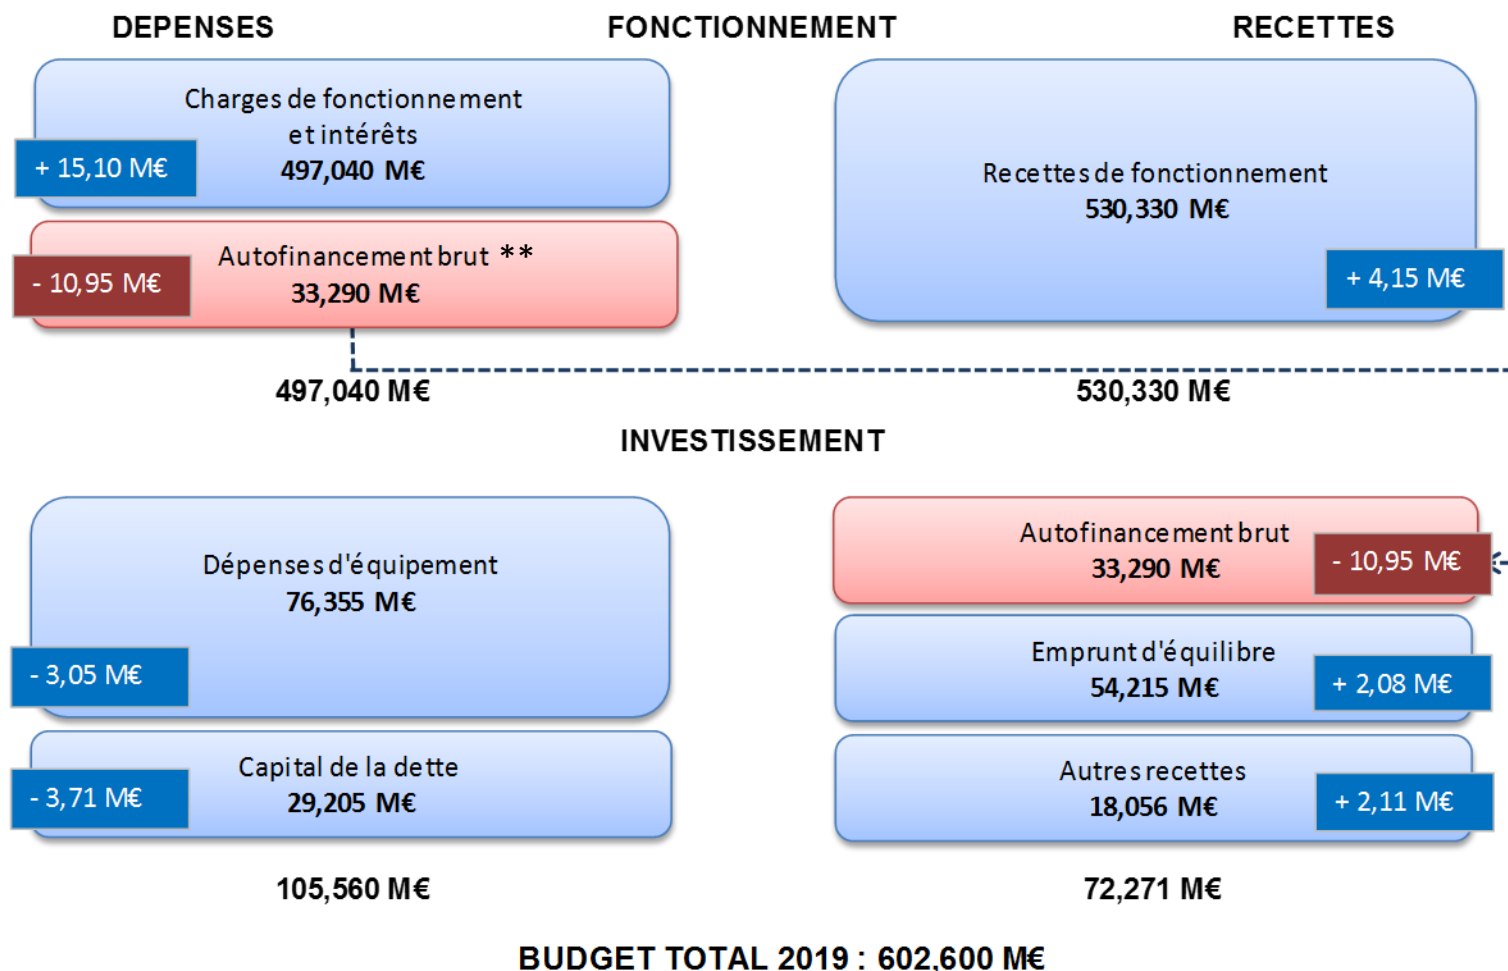 DEPENSES
FONCTIONNEMENT
RECETTES
Charges de fonctionnement
et intérêts
497,040 M€
+ 15,10 M€
Autofinancement brut **
33,290 M€
- 10,95 M€
Recettes de fonctionnement
530,330 M€
+ 4,15 M€
497,040 M€
530,330 M€
INVESTISSEMENT
Dépenses d'équipement
76,355 M€
- 3,05 M€
Capital de la dette
29,205 M€
- 3,71 M€
Autofinancement brut
33,290 M€
- 10,95 M€
Emprunt d'équilibre
54,215 M€
+ 2,08 M€
Autres recettes
18,056 M€
+ 2,11 M€
105,560 M€
72,271 M€
BUDGET TOTAL 2019 : 602,600 M€